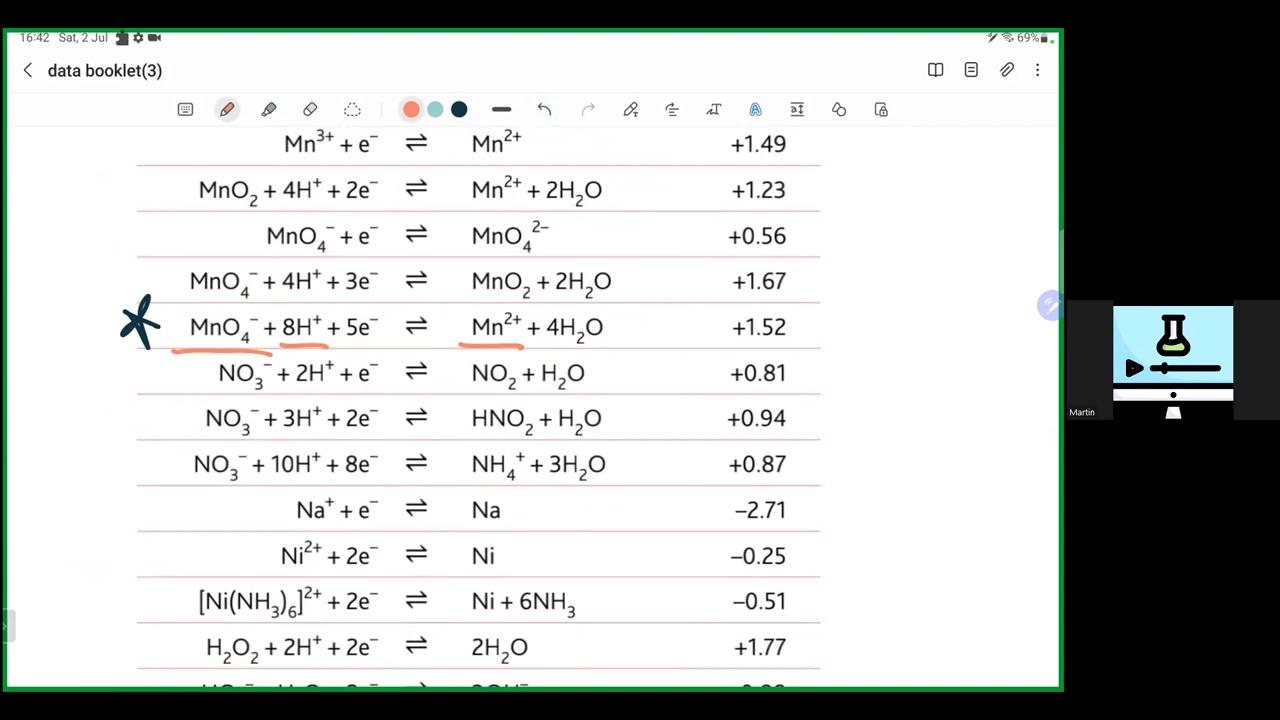 16:42 Sat, 2 Jul 69%
data booklet(3)
Mn³⁺ + e⁻ ⇌ Mn²⁺ +1.49
MnO₂ + 4H⁺ + 2e⁻ ⇌ Mn²⁺ + 2H₂O +1.23
MnO₄⁻ + e⁻ ⇌ MnO₄²⁻ +0.56
MnO₄⁻ + 4H⁺ + 3e⁻ ⇌ MnO₂ + 2H₂O +1.67
MnO₄⁻ + 8H⁺ + 5e⁻ ⇌ Mn²⁺ + 4H₂O +1.52
NO₃⁻ + 2H⁺ + e⁻ ⇌ NO₂ + H₂O +0.81
NO₃⁻ + 3H⁺ + 2e⁻ ⇌ HNO₂ + H₂O +0.94
NO₃⁻ + 10H⁺ + 8e⁻ ⇌ NH₄⁺ + 3H₂O +0.87
Na⁺ + e⁻ ⇌ Na –2.71
Ni²⁺ + 2e⁻ ⇌ Ni –0.25
[Ni(NH₃)₆]²⁺ + 2e⁻ ⇌ Ni + 6NH₃ –0.51
H₂O₂ + 2H⁺ + 2e⁻ ⇌ 2H₂O +1.77
Martin